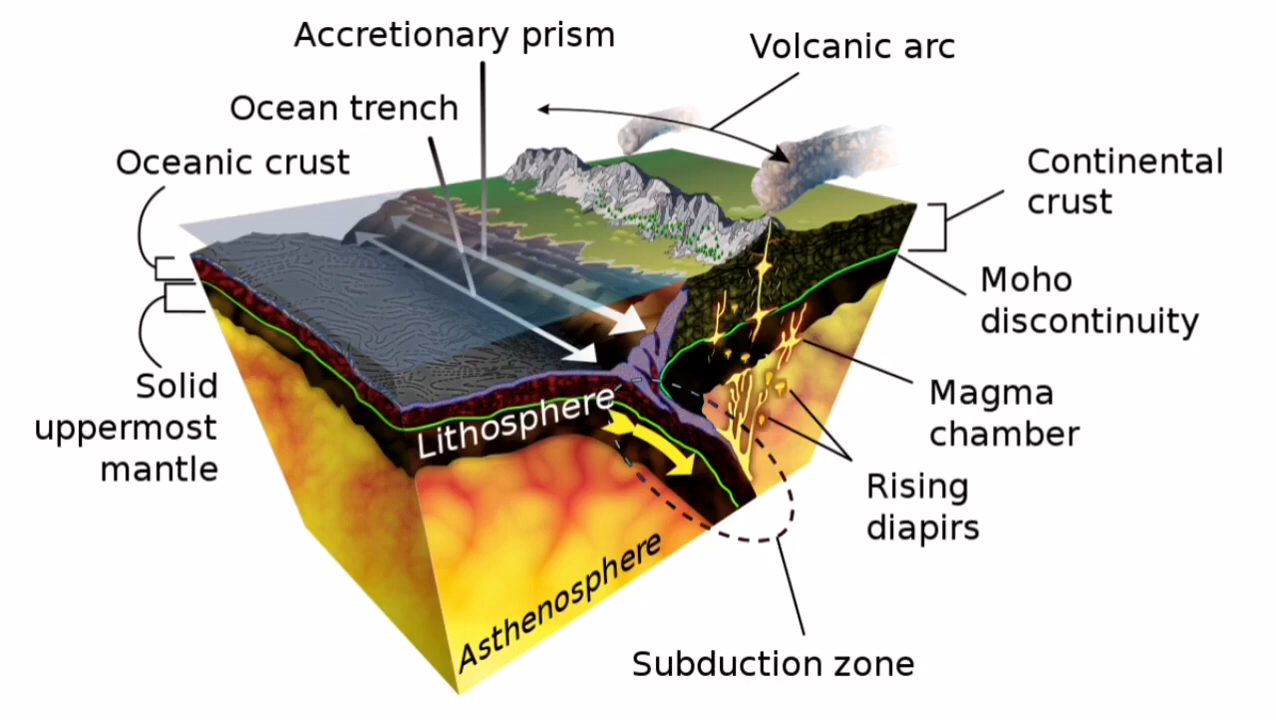 Accretionary prism
Volcanic arc
Ocean trench
Oceanic crust
Continental
crust
Moho
discontinuity
Solid
uppermost
mantle
Lithosphere
Magma
chamber
Rising
diapirs
Asthenosphere
Subduction zone